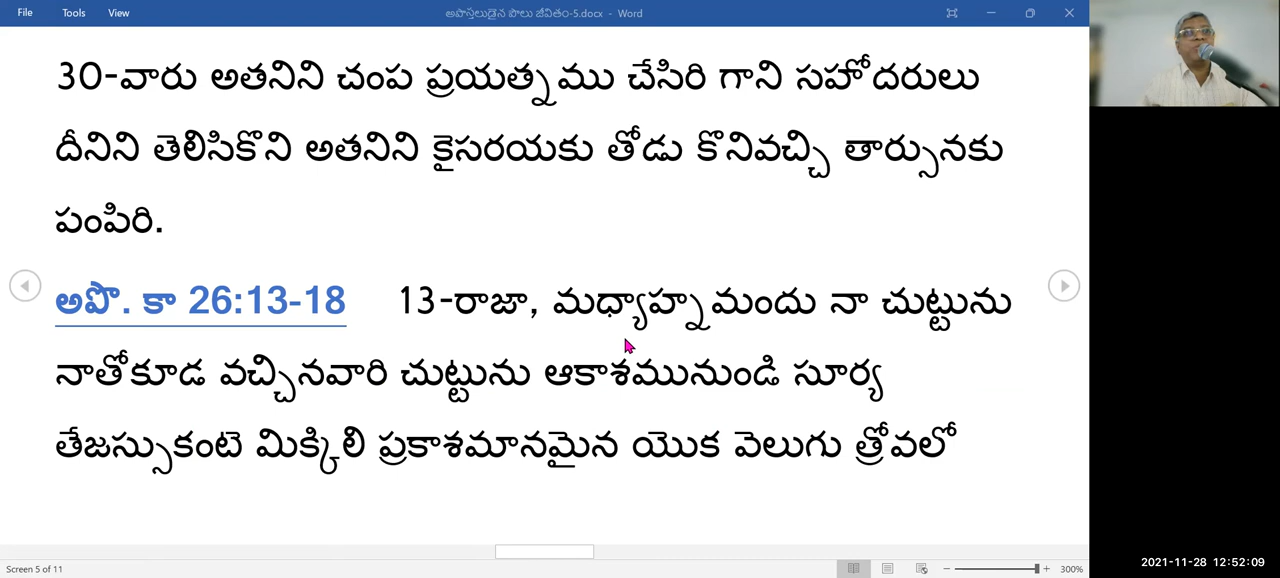 File Tools View అపొస్తలుడైన పౌలు జీవితం-5.docx - Word
30-వారు అతనిని చంప ప్రయత్నము చేసిరి గాని సహోదరులు
దీనిని తెలిసికొని అతనిని కైసరయకు తోడు కొనివచ్చి తార్సునకు
పంపిరి.
అపొ. కా 26:13-18 13-రాజా, మధ్యాహ్నమందు నా చుట్టును
నాతోకూడ వచ్చినవారి చుట్టును ఆకాశమునుండి సూర్య
తేజస్సుకంటె మిక్కిలి ప్రకాశమానమైన యొక వెలుగు త్రోవలో
2021-11-28 12:52:09
Screen 5 of 11 300%